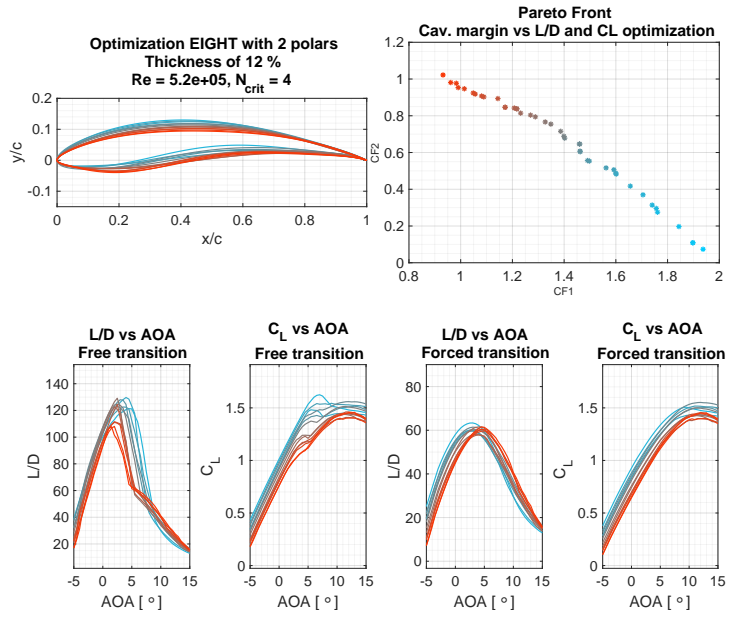 Optimization EIGHT with 2 polars
Thickness of 12 %
Re = 5.2e+05, N_crit = 4
0.2
0.1
0
-0.1
y/c
0
0.2
0.4
0.6
0.8
1
x/c
Pareto Front
Cav. margin vs L/D and CL optimization
1.2
1
0.8
0.6
0.4
0.2
0
CF2
0.8
1
1.2
1.4
1.6
1.8
2
CF1
L/D vs AOA
Free transition
140
120
100
80
60
40
20
L/D
-5
0
5
10
15
AOA [ º ]
C_L vs AOA
Free transition
1.5
1
0.5
0
C_L
-5
0
5
10
15
AOA [ º ]
L/D vs AOA
Forced transition
80
60
40
20
0
L/D
-5
0
5
10
15
AOA [ º ]
C_L vs AOA
Forced transition
1.5
1
0.5
0
C_L
-5
0
5
10
15
AOA [ º ]